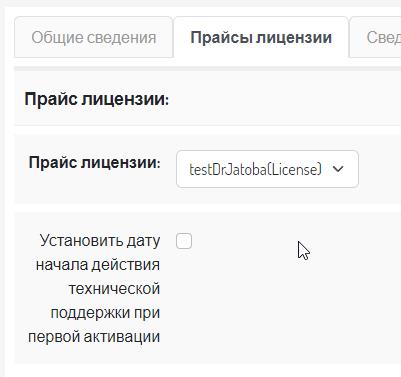 Общие сведения
Прайсы лицензии
Свед
Прайс лицензии:
Прайс лицензии:
testDrJatoba(License)
Установить дату
начала действия
технической
поддержки при
первой активации